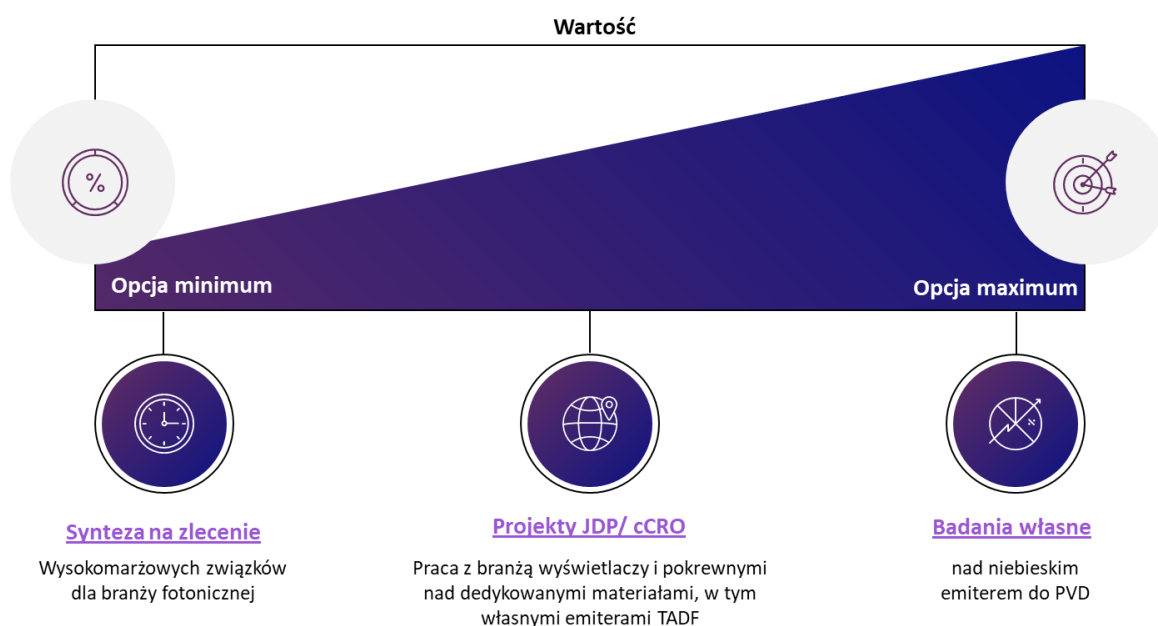 Wartość
%
Opcja minimum
Opcja maximum
%
Synteza na zlecenie
Wysokomarżowych związków
dla branży fotonicznej
Projekty JDP/ cCRO
Praca z branżą wyświetlaczy i pokrewnymi
nad dedykowanymi materiałami, w tym
własnymi emiterami TADF
Badania własne
nad niebieskim
emiterem do PVD